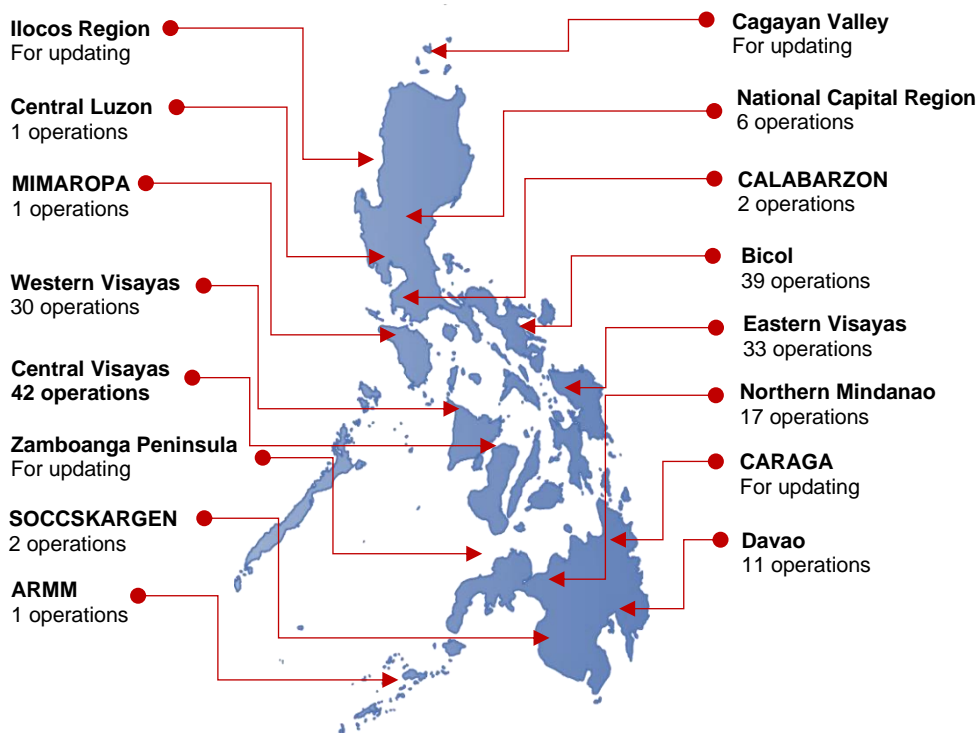 Ilocos Region
For updating
Central Luzon
1 operations
MIMAROPA
1 operations
Western Visayas
30 operations
Central Visayas
42 operations
Zamboanga Peninsula
For updating
SOCCSKARGEN
2 operations
ARMM
1 operations
Cagayan Valley
For updating
National Capital Region
6 operations
CALABARZON
2 operations
Bicol
39 operations
Eastern Visayas
33 operations
Northern Mindanao
17 operations
CARAGA
For updating
Davao
11 operations